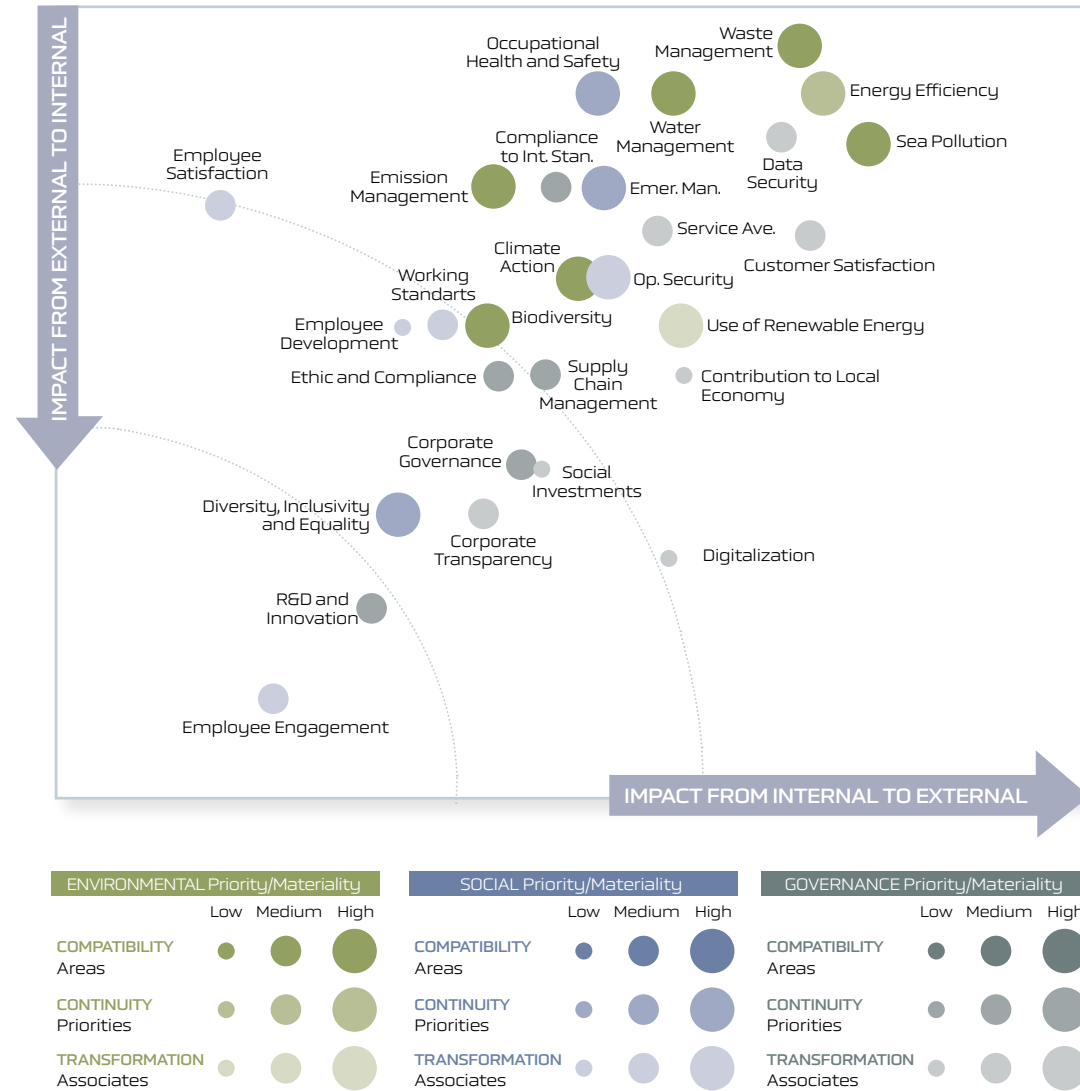 IMPACT FROM EXTERNAL TO INTERNAL
Waste
Management
Occupational
Health and Safety
Energy Efficiency
Water
Management
Sea Pollution
Compliance
to Int. Stan.
Data
Security
Employee
Satisfaction
Emission
Management
Emer. Man.
Service Ave.
Climate
Action
Customer Satisfaction
Working
Standarts
Op. Security
Biodiversity
Employee
Development
Use of Renewable Energy
Ethic and Compliance
Supply
Chain
Management
Contribution to Local
Economy
Corporate
Governance
Social
Investments
Diversity, Inclusivity
and Equality
Corporate
Transparency
Digitalization
R&D and
Innovation
Employee Engagement
IMPACT FROM INTERNAL TO EXTERNAL
ENVIRONMENTAL Priority/Materiality
Low Medium High
COMPATIBILITY
Areas
CONTINUITY
Priorities
TRANSFORMATION
Associates
SOCIAL Priority/Materiality
Low Medium High
COMPATIBILITY
Areas
CONTINUITY
Priorities
TRANSFORMATION
Associates
GOVERNANCE Priority/Materiality
Low Medium High
COMPATIBILITY
Areas
CONTINUITY
Priorities
TRANSFORMATION
Associates